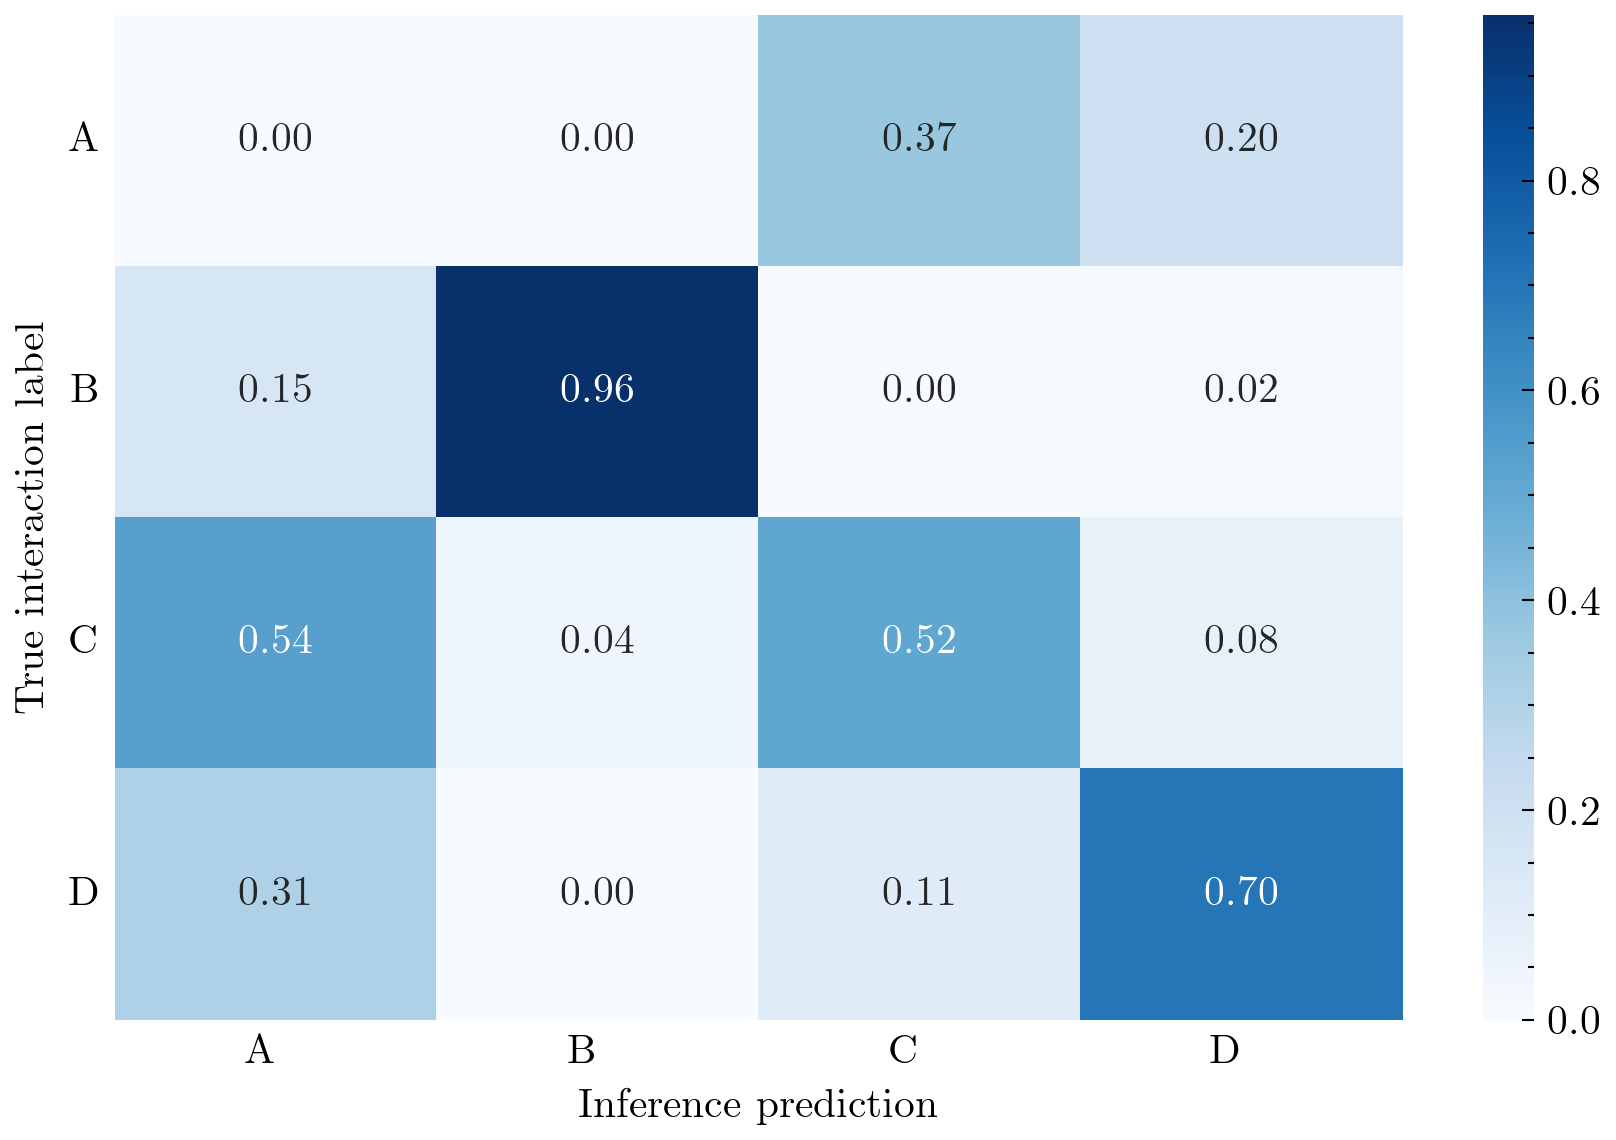 True interaction label
A 0.00 0.00 0.37 0.20
B 0.15 0.96 0.00 0.02
C 0.54 0.04 0.52 0.08
D 0.31 0.00 0.11 0.70
A B C D
Inference prediction
0.8
0.6
0.4
0.2
0.0